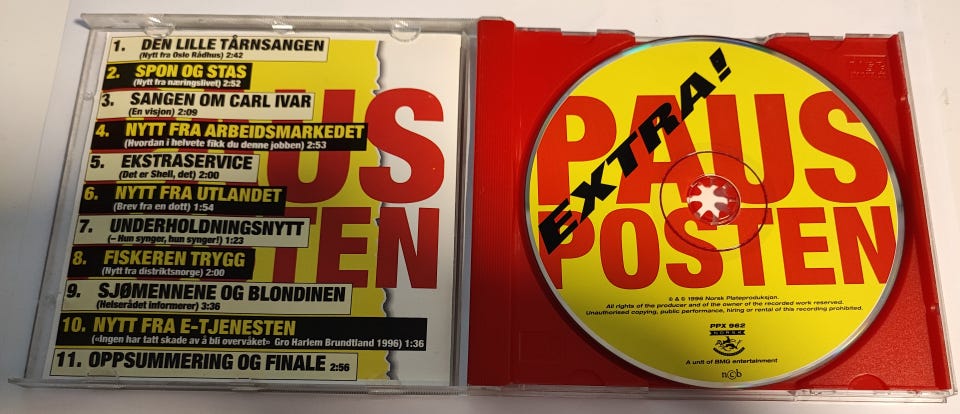 1. DEN LILLE TÅRNSANGEN
(Nytt fra Oslo Rådhus) 2:42
2. SPON OG STAS
(Nytt fra næringslivet) 2:52
3. SANGEN OM CARL IVAR
(En visjon) 2:09
4. NYTT FRA ARBEIDSMARKEDET
(Hvordan i helvete fikk du denne jobben) 2:53
5. EKSTRASERVICE
(Det er Shell, det) 2:00
6. NYTT FRA UTLANDET
(Brev fra en dott) 1:54
7. UNDERHOLDNINGSNYTT
(– Hun synger, hun synger!) 1:23
8. FISKEREN TRYGG
(Nytt fra distriktsnorge) 2:00
9. SJØMENNENE OG BLONDINEN
(Helserådet informerer) 3:36
10. NYTT FRA E-TJENESTEN
(«Ingen har tatt skade av å bli overvåket» Gro Harlem Brundtland 1996) 1:36
11. OPPSUMMERING OG FINALE 2:56
AUS
TEN
EXTRA!
PAUS
POSTEN
℗ & © 1996 Norsk Plateproduksjon.
All rights of the producer and of the owner of the recorded work reserved.
Unauthorised copying, public performance, hiring or rental of this recording prohibited.
PPX 962
NORSK
A unit of BMG entertainment
ncb